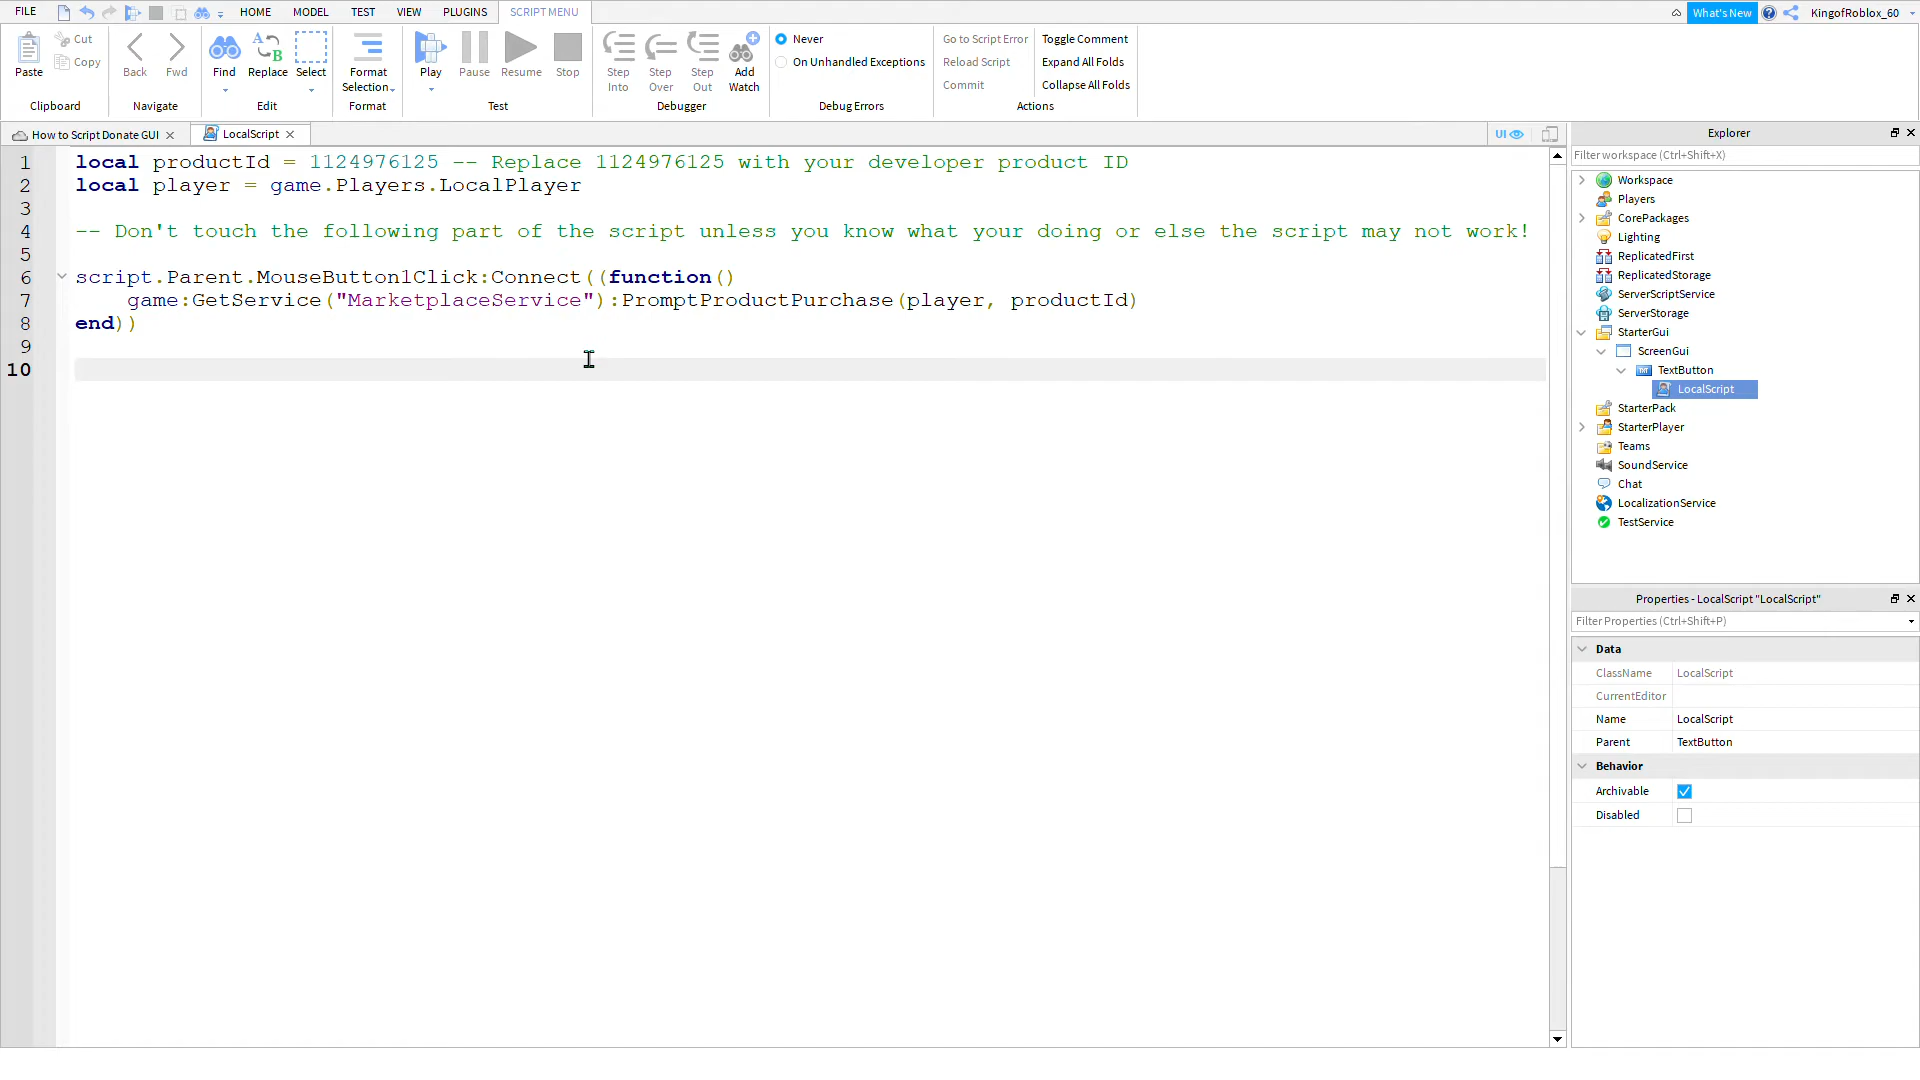 FILE HOME MODEL TEST VIEW PLUGINS SCRIPT MENU What's New KingofRoblox_60
Paste Cut Copy
Clipboard
Back Fwd
Navigate
Find Replace Select
Edit
Format Selection
Format
Play Pause Resume Stop
Test
Step Into Step Over Step Out Add Watch
Debugger
Never
On Unhandled Exceptions
Debug Errors
Go to Script Error Toggle Comment
Reload Script Expand All Folds
Commit Collapse All Folds
Actions
How to Script Donate GUI LocalScript UI
1 local productId = 1124976125 -- Replace 1124976125 with your developer product ID
2 local player = game.Players.LocalPlayer
3
4 -- Don't touch the following part of the script unless you know what your doing or else the script may not work!
5
6 script.Parent.MouseButton1Click:Connect((function()
7 game:GetService("MarketplaceService"):PromptProductPurchase(player, productId)
8 end))
9
10
Explorer
Filter workspace (Ctrl+Shift+X)
Workspace
Players
CorePackages
Lighting
ReplicatedFirst
ReplicatedStorage
ServerScriptService
ServerStorage
StarterGui
ScreenGui
TextButton
LocalScript
StarterPack
StarterPlayer
Teams
SoundService
Chat
LocalizationService
TestService
Properties - LocalScript "LocalScript"
Filter Properties (Ctrl+Shift+P)
Data
ClassName LocalScript
CurrentEditor
Name LocalScript
Parent TextButton
Behavior
Archivable
Disabled